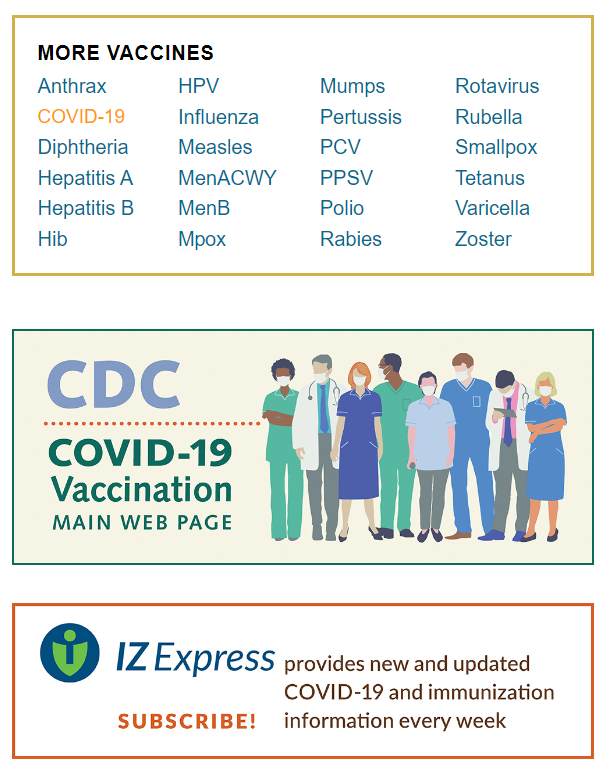 MORE VACCINES
Anthrax
COVID-19
Diphtheria
Hepatitis A
Hepatitis B
Hib
HPV
Influenza
Measles
MenACWY
MenB
Mpox
Mumps
Pertussis
PCV
PPSV
Polio
Rabies
Rotavirus
Rubella
Smallpox
Tetanus
Varicella
Zoster
CDC
COVID-19
Vaccination
MAIN WEB PAGE
IZ Express
SUBSCRIBE!
provides new and updated
COVID-19 and immunization
information every week